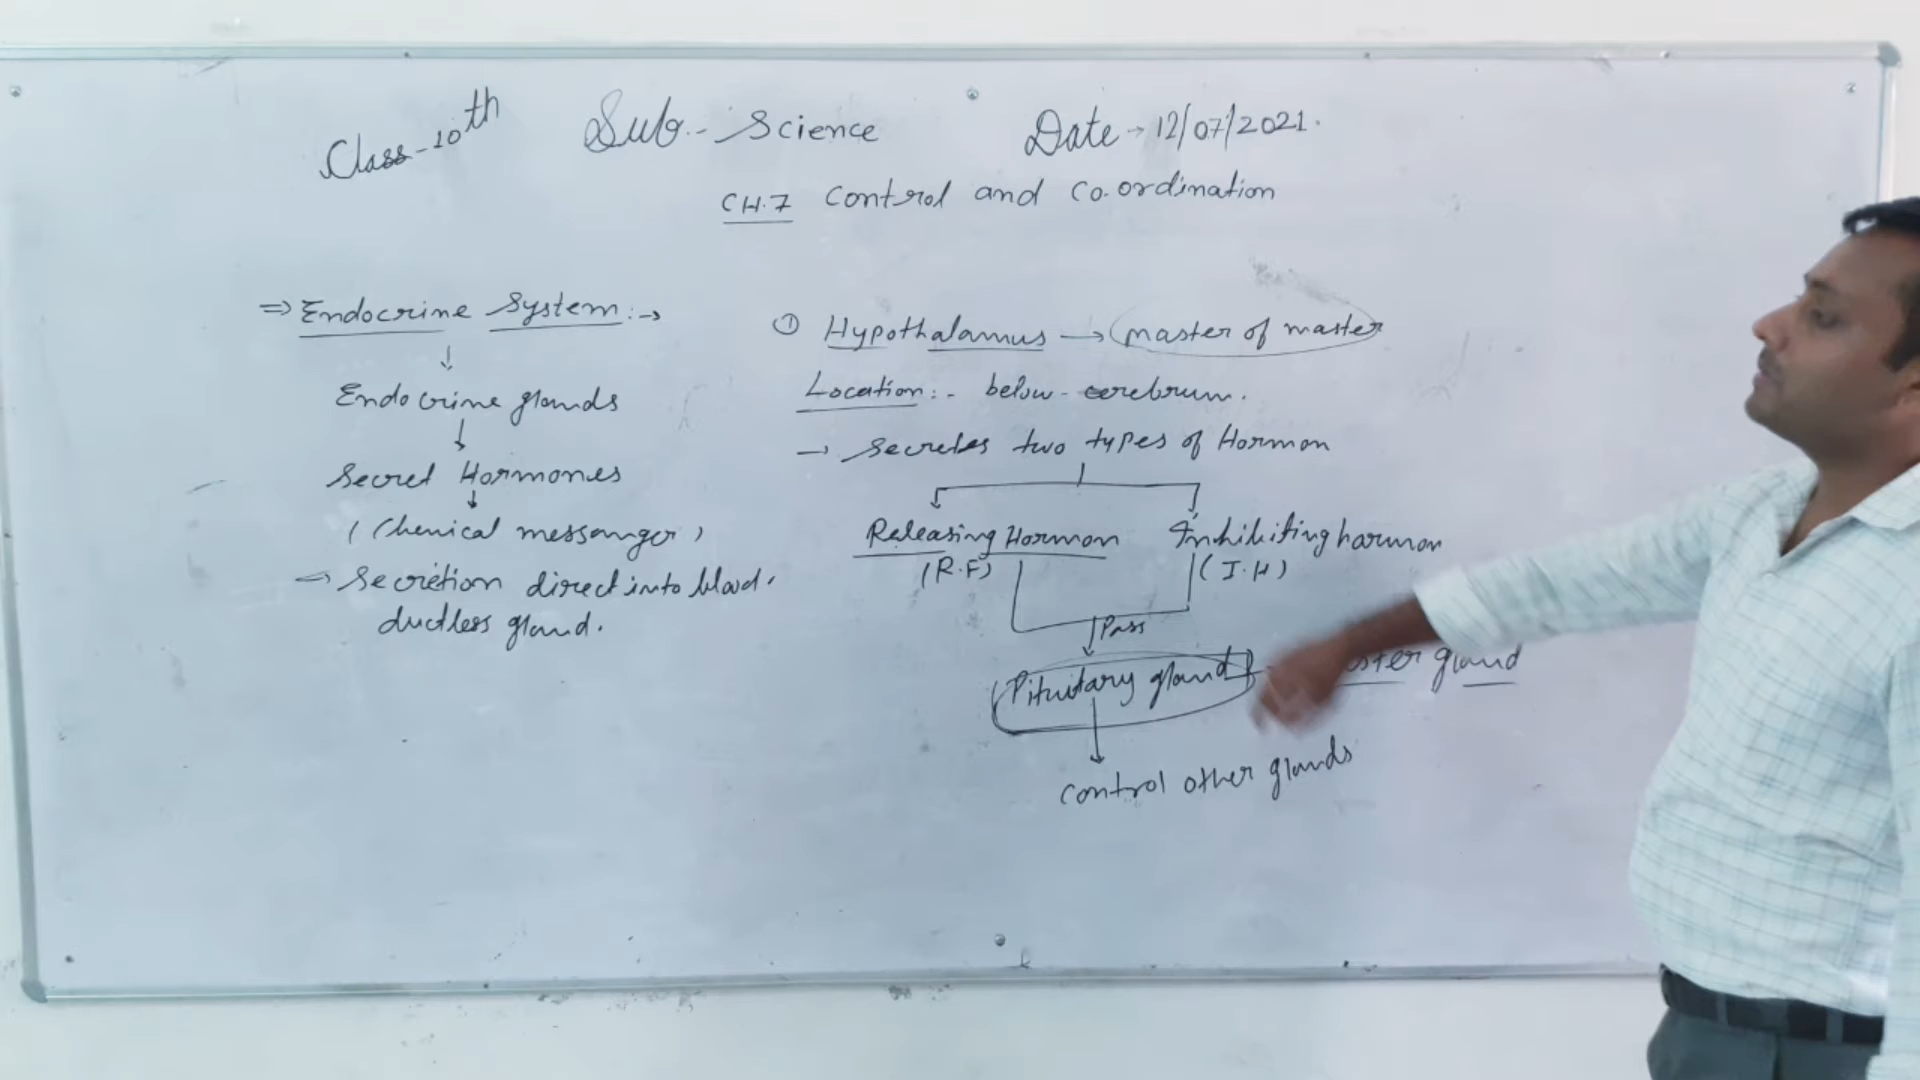 Class-10th Sub.- Science Date → 12/07/2021.
CH.7 Control and Co.ordination
⇒ Endocrine System:→
↓
Endocrine glands
↓
Secret Hormones
↓
(Chemical messanger)
→ Secretion direct into blood.
ductless gland.
① Hypothalamus → (master of master
Location:- below cerebrum.
→ Secretes two types of Hormon
Releasing Hormon Inhibiting harmon
(R.F) (I.H)
Pass
Pituitary gland gland
control other glands